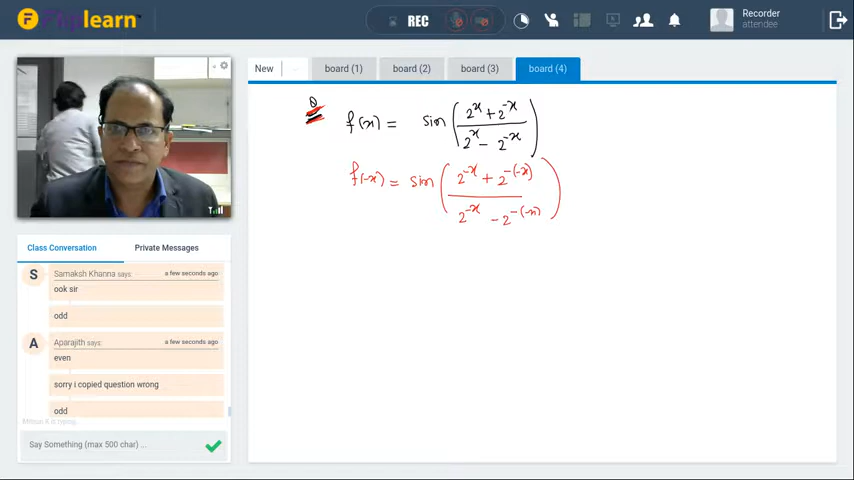 Fliplearn
REC
Recorder
attendee
New
board (1)
board (2)
board (3)
board (4)
Q
f(x) = sin (2^x + 2^-x / 2^x - 2^-x)
f(-x) = sin (2^-x + 2^-(-x) / 2^-x - 2^-(-x))
Class Conversation
Private Messages
S
Samaksh Khanna says:
a few seconds ago
ook sir
odd
A
Aparajith says:
a few seconds ago
even
sorry i copied question wrong
odd
is typing
Say Something (max 500 char) ...